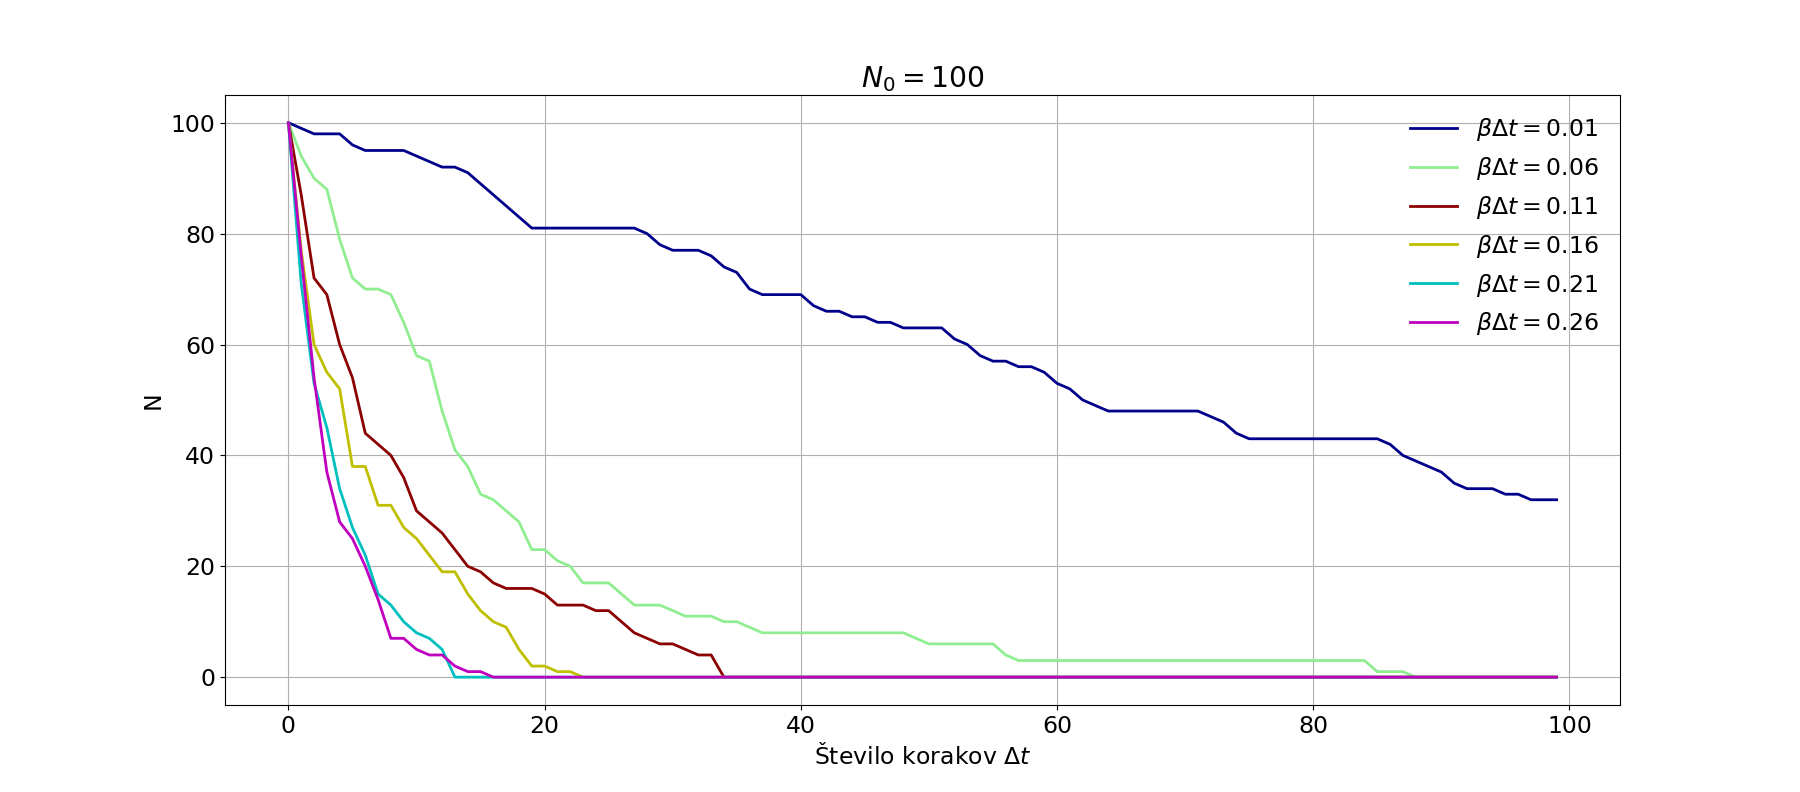 N₀ = 100
100
80
60
40
20
0
N
βΔt = 0.01
βΔt = 0.06
βΔt = 0.11
βΔt = 0.16
βΔt = 0.21
βΔt = 0.26
0 20 40 60 80 100
Število korakov Δt